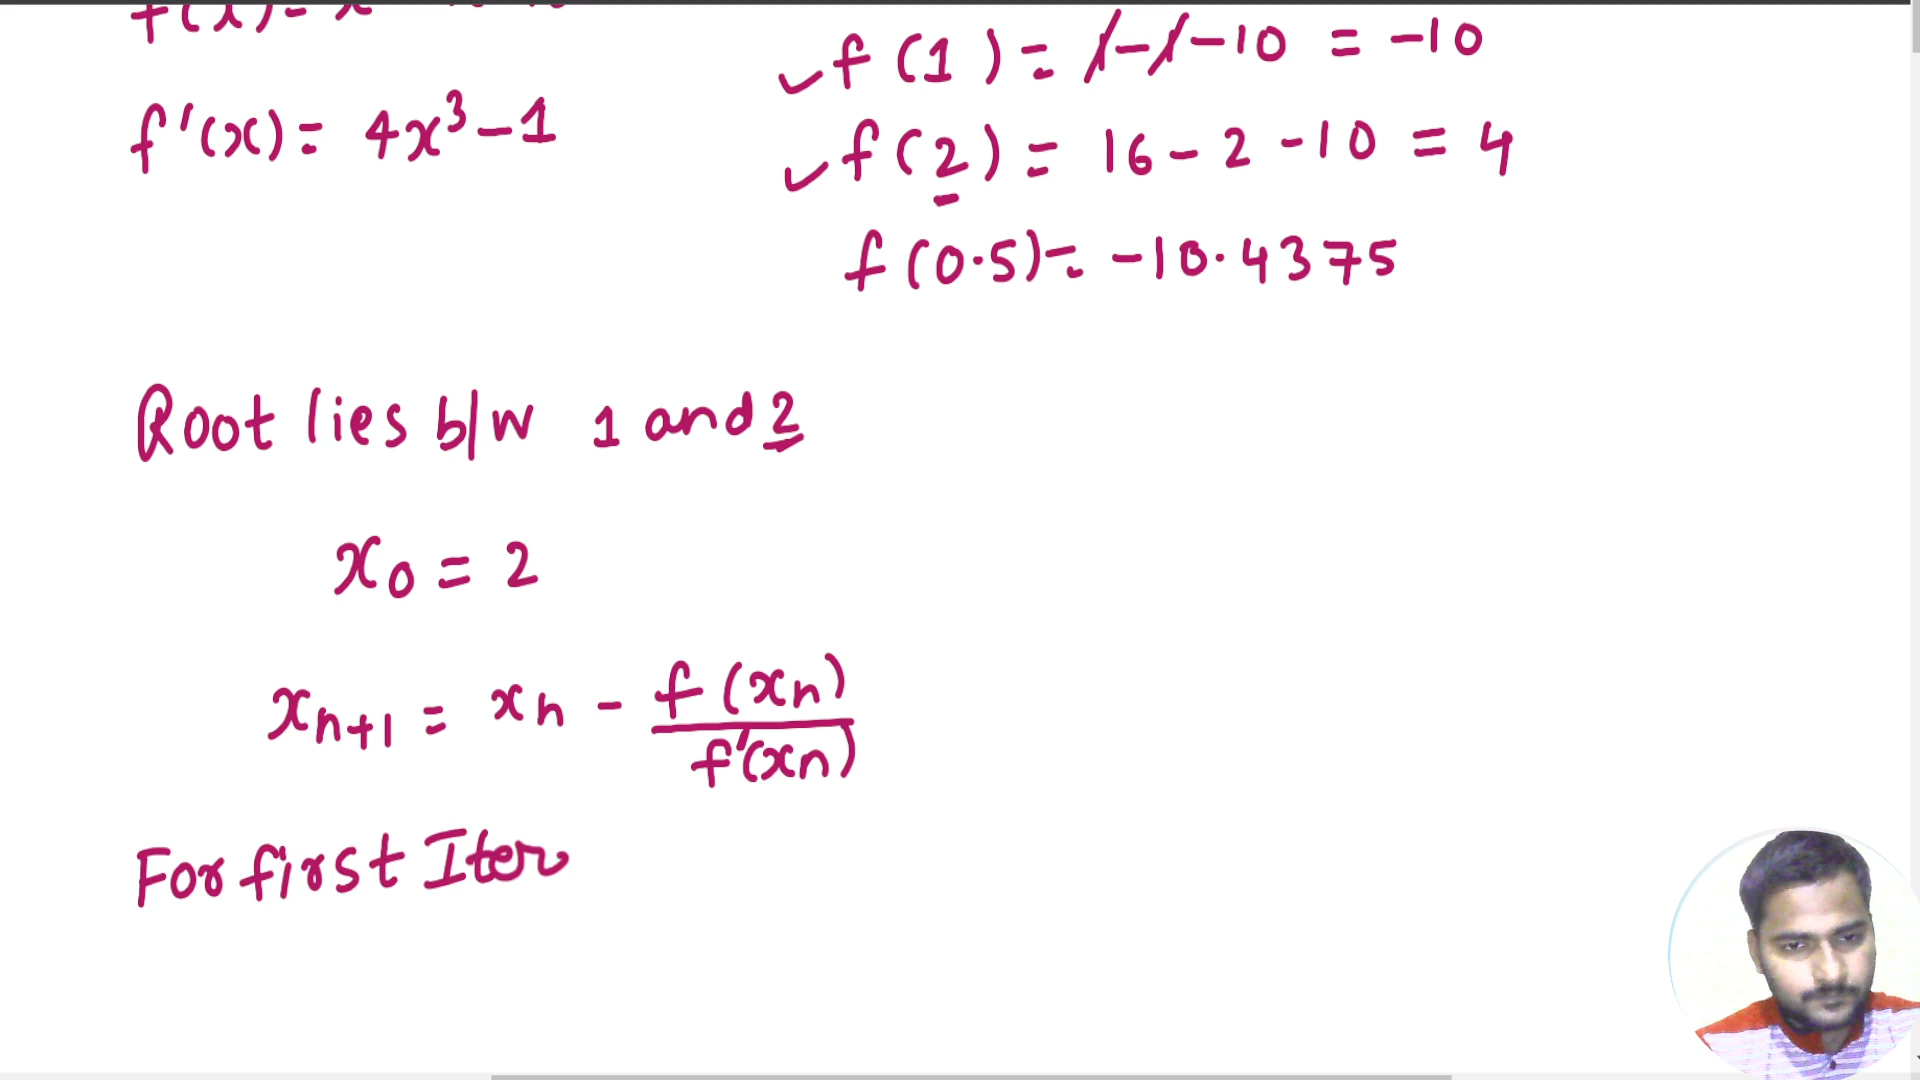 f(x) = x
f'(x) = 4x³ - 1
✓ f(1) = 1 - 1 - 10 = -10
✓ f(2) = 16 - 2 - 10 = 4
f(0.5) = -10.4375
Root lies b/w 1 and 2
x₀ = 2
xₙ₊₁ = xₙ - f(xₙ)/f'(xₙ)
For first Iter